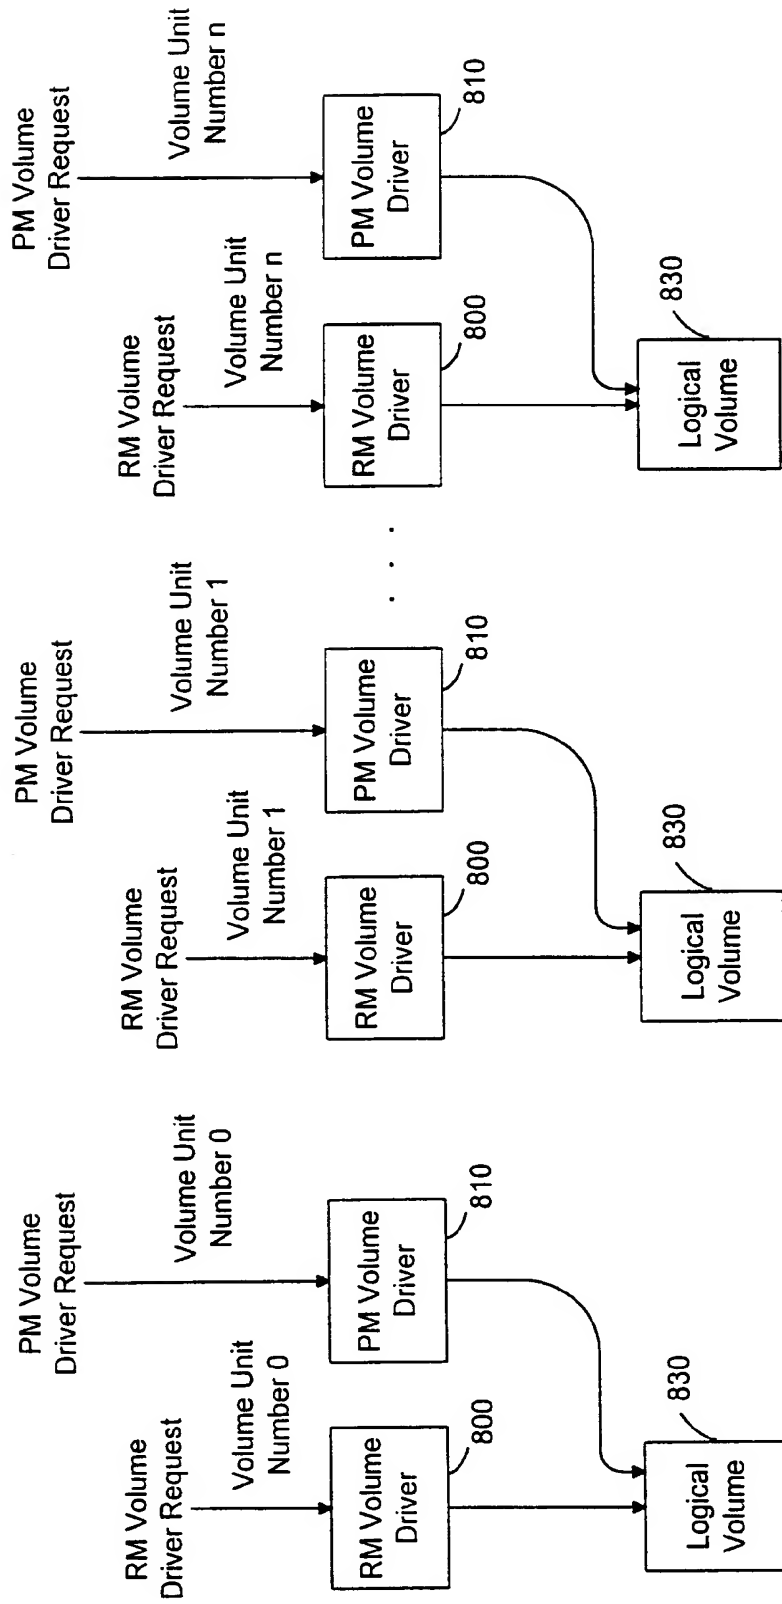 RM Volume
Driver Request
Volume Unit
Number 0
RM Volume
Driver
800
PM Volume
Driver Request
Volume Unit
Number 0
PM Volume
Driver
810
Logical
Volume
830
RM Volume
Driver Request
Volume Unit
Number 1
RM Volume
Driver
800
PM Volume
Driver Request
Volume Unit
Number 1
PM Volume
Driver
810
Logical
Volume
830
. . .
RM Volume
Driver Request
Volume Unit
Number n
RM Volume
Driver
800
PM Volume
Driver Request
Volume Unit
Number n
PM Volume
Driver
810
Logical
Volume
830